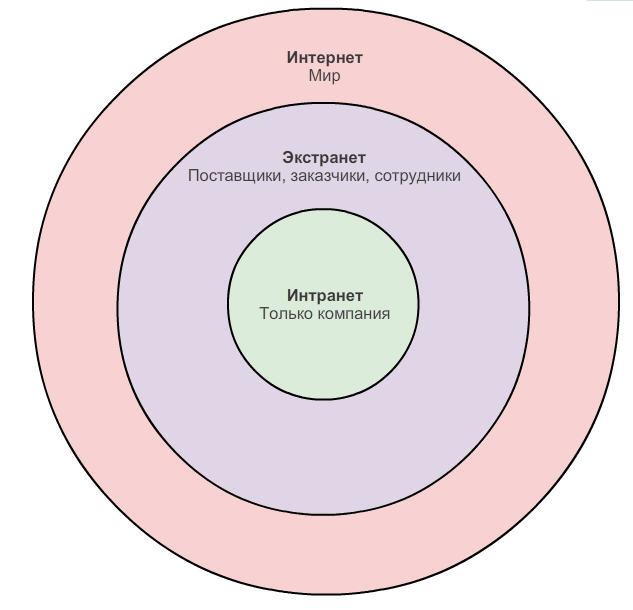 Интернет
Мир
Экстранет
Поставщики, заказчики, сотрудники
Интранет
Только компания